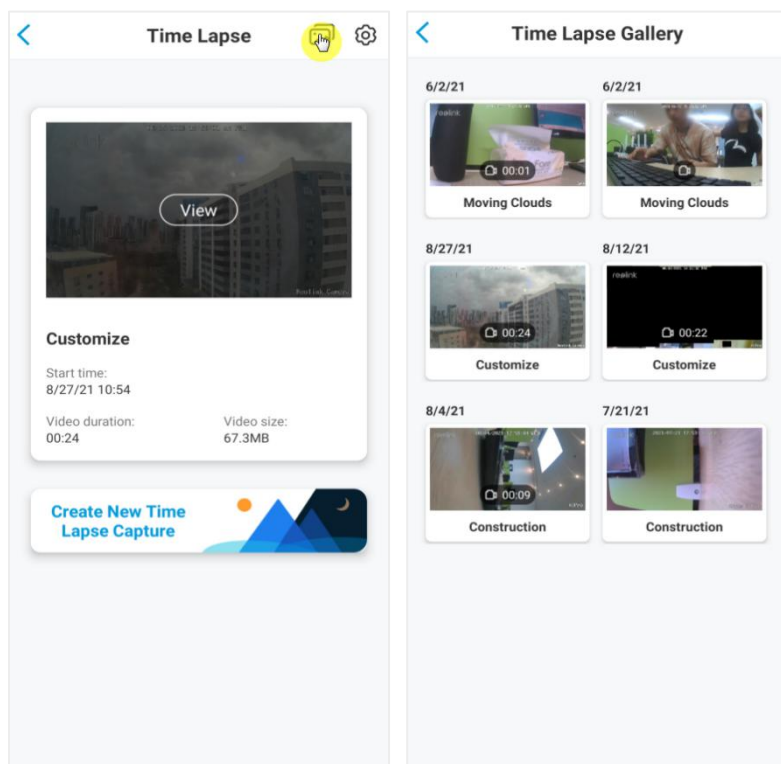 Time Lapse
View
Customize
Start time:
8/27/21 10:54
Video duration:
00:24
Video size:
67.3MB
Create New Time
Lapse Capture
Time Lapse Gallery
6/2/21
6/2/21
reolink
00:01
Moving Clouds
Moving Clouds
8/27/21
8/12/21
reolink
00:24
00:22
Customize
Customize
8/4/21
7/21/21
00:09
Construction
Construction